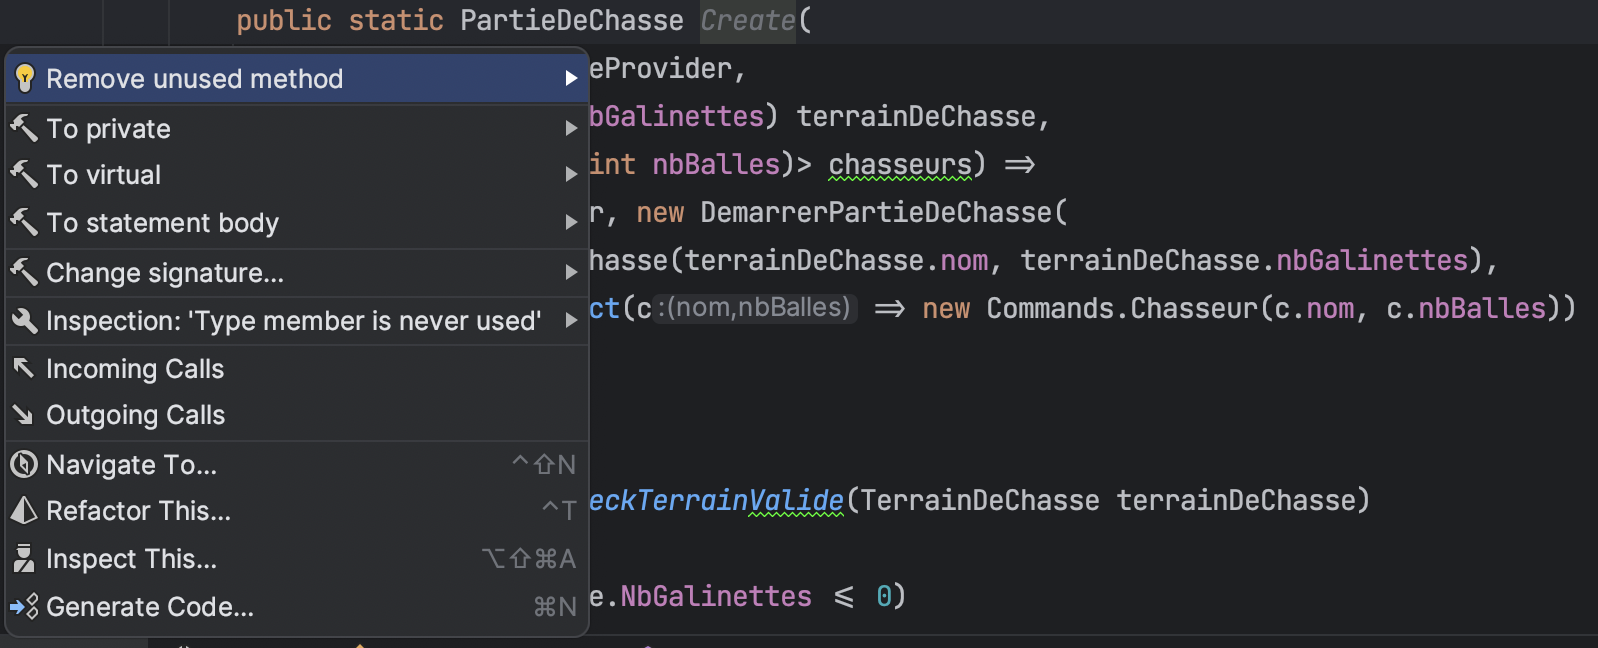 public static PartieDeChasse Create(
Remove unused method
eProvider,
To private
bGalinettes) terrainDeChasse,
To virtual
int nbBalles)> chasseurs) =>
To statement body
r, new DemarrerPartieDeChasse(
Change signature...
hasse(terrainDeChasse.nom, terrainDeChasse.nbGalinettes),
Inspection: 'Type member is never used'
ct(c :(nom,nbBalles) => new Commands.Chasseur(c.nom, c.nbBalles))
Incoming Calls
Outgoing Calls
Navigate To... ^⇧N
Refactor This... ^T
eckTerrainValide(TerrainDeChasse terrainDeChasse)
Inspect This... ⌥⇧⌘A
Generate Code... ⌘N
e.NbGalinettes <= 0)